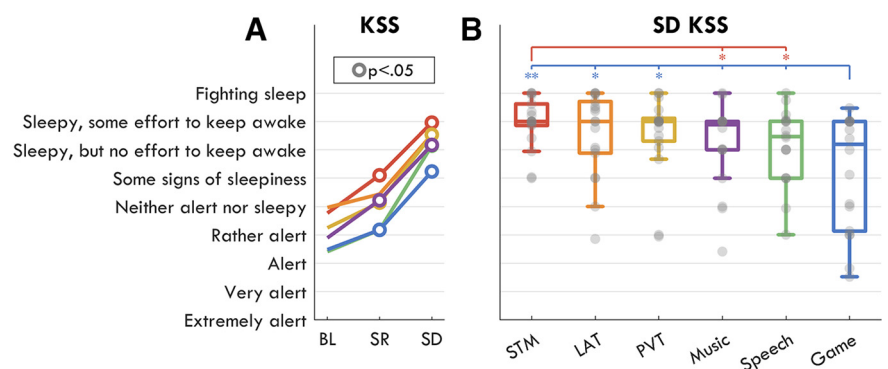 A
KSS
p<.05
Fighting sleep
Sleepy, some effort to keep awake
Sleepy, but no effort to keep awake
Some signs of sleepiness
Neither alert nor sleepy
Rather alert
Alert
Very alert
Extremely alert
BL SR SD
B
SD KSS
* *
** * *
STM LAT PVT Music Speech Game